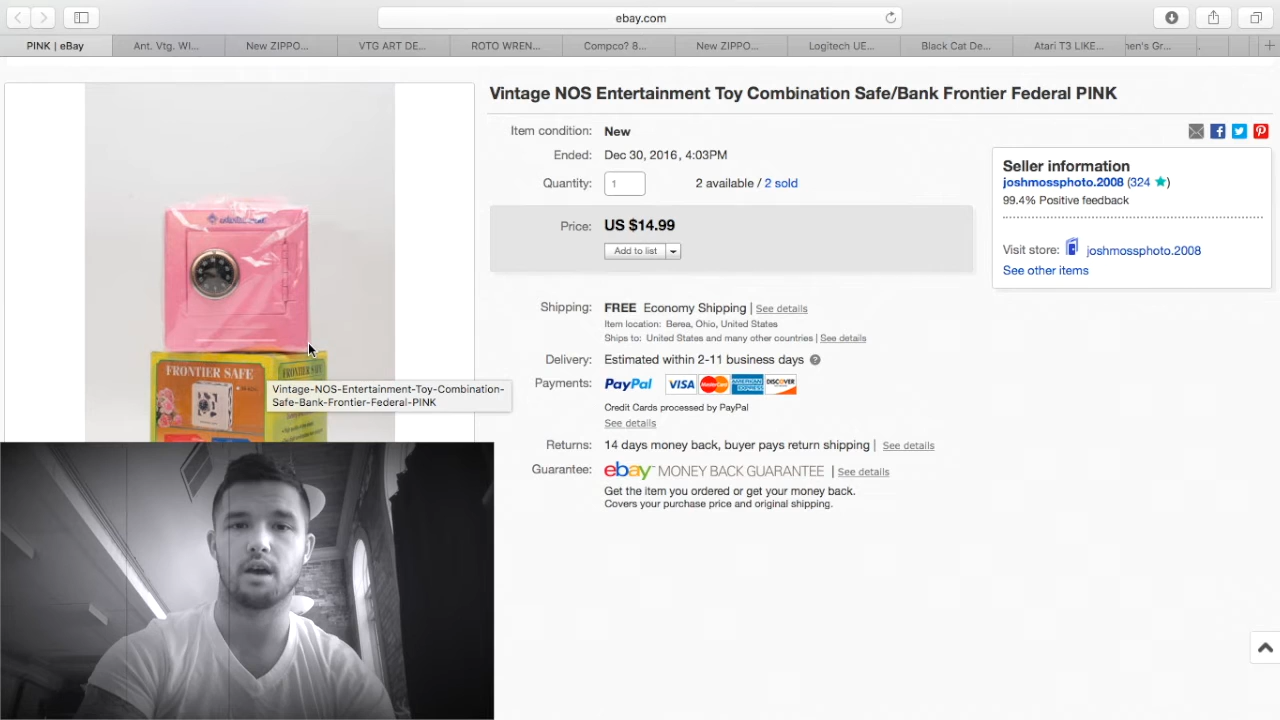 ebay.com
PINK | eBay
Ant. Vtg. WI...
New ZIPPO...
VTG ART DE...
ROTO WREN...
Compco? 8...
New ZIPPO...
Logitech UE...
Black Cat De...
Atari T3 LIKE...
nen's Gr...
Vintage NOS Entertainment Toy Combination Safe/Bank Frontier Federal PINK
Item condition: New
Ended: Dec 30, 2016, 4:03PM
Quantity: 1 2 available / 2 sold
Price: US $14.99
Add to list
Shipping: FREE Economy Shipping | See details
Item location: Berea, Ohio, United States
Ships to: United States and many other countries | See details
Delivery: Estimated within 2-11 business days
Payments: PayPal VISA MasterCard AMERICAN EXPRESS DISCOVER
Credit Cards processed by PayPal
See details
Returns: 14 days money back, buyer pays return shipping | See details
Guarantee: ebay MONEY BACK GUARANTEE | See details
Get the item you ordered or get your money back.
Covers your purchase price and original shipping.
Seller information
joshmossphoto.2008 (324)
99.4% Positive feedback
Visit store: joshmossphoto.2008
See other items
FRONTIER SAFE
FRONTIER SAFE
Vintage-NOS-Entertainment-Toy-Combination-
Safe-Bank-Frontier-Federal-PINK